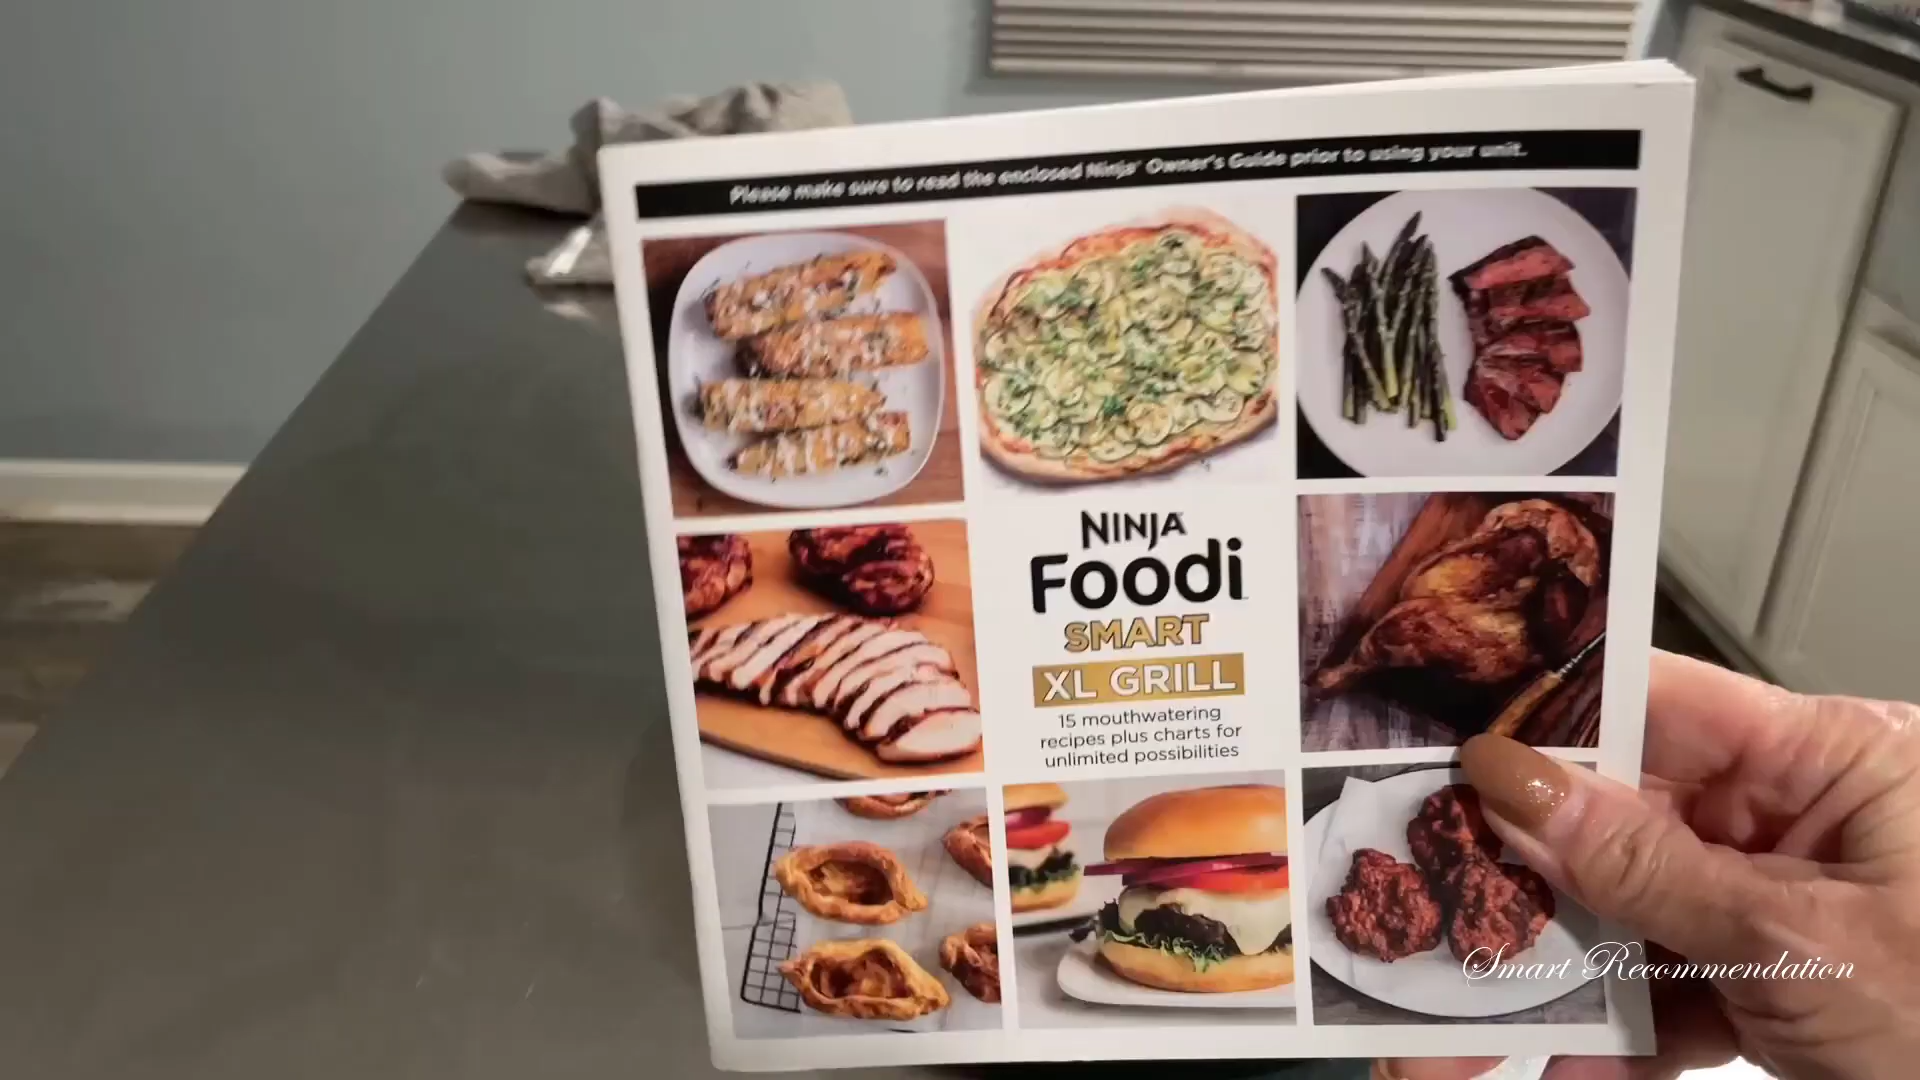 Please make sure to read the enclosed Ninja® Owner's Guide prior to using your unit.
NINJA
Foodi
SMART
XL GRILL
15 mouthwatering
recipes plus charts for
unlimited possibilities
Smart Recommendation